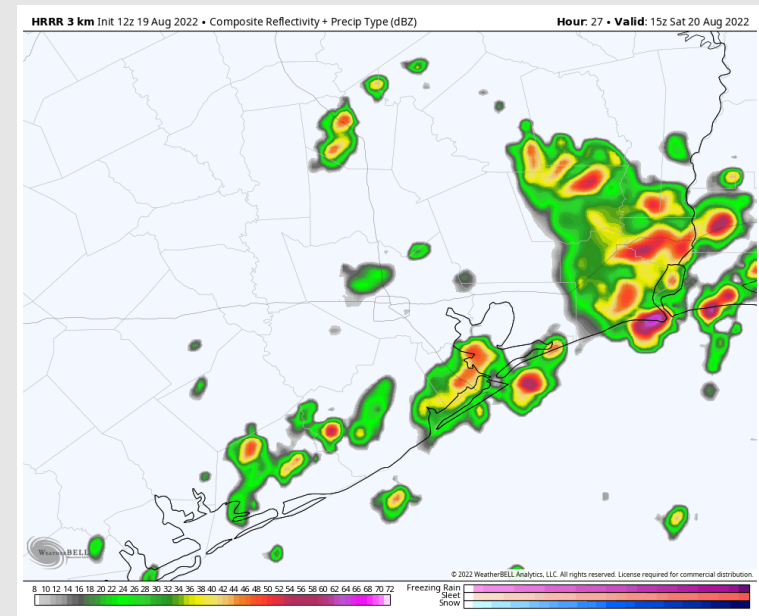 HRRR 3 km Init 12z 19 Aug 2022 • Composite Reflectivity + Precip Type (dBZ) Hour: 27 • Valid: 15z Sat 20 Aug 2022
WEATHERBELL
© 2022 WeatherBELL Analytics, LLC. All rights reserved. License required for commercial distribution.
8 10 12 14 16 18 20 22 24 26 28 30 32 34 36 38 40 42 44 46 48 50 52 54 56 58 60 62 64 66 68 70 72
Freezing Rain
Sleet
Snow